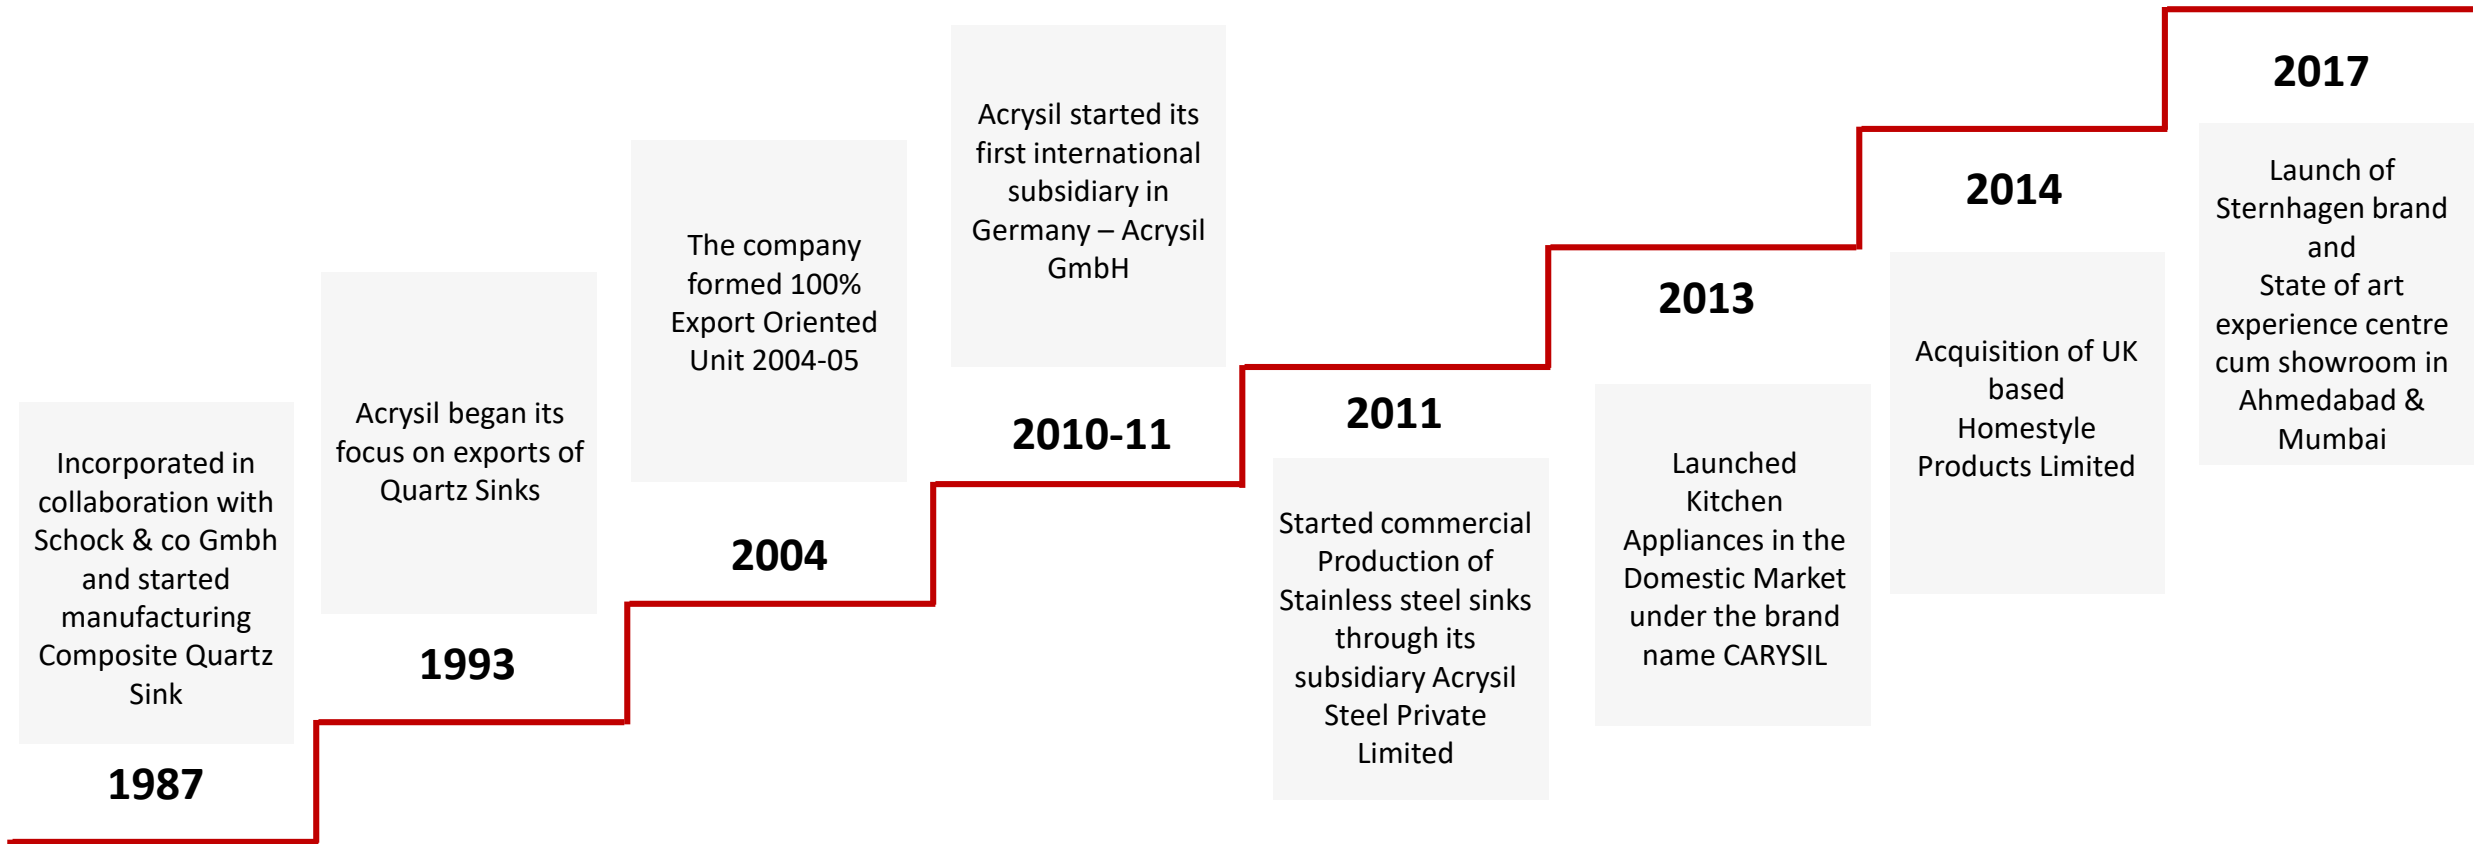 Incorporated in
collaboration with
Schock & co Gmbh
and started
manufacturing
Composite Quartz
Sink
1987
Acrysil began its
focus on exports of
Quartz Sinks
1993
The company
formed 100%
Export Oriented
Unit 2004-05
2004
Acrysil started its
first international
subsidiary in
Germany – Acrysil
GmbH
2010-11
2011
Started commercial
Production of
Stainless steel sinks
through its
subsidiary Acrysil
Steel Private
Limited
2013
Launched
Kitchen
Appliances in the
Domestic Market
under the brand
name CARYSIL
2014
Acquisition of UK
based
Homestyle
Products Limited
2017
Launch of
Sternhagen brand
and
State of art
experience centre
cum showroom in
Ahmedabad &
Mumbai